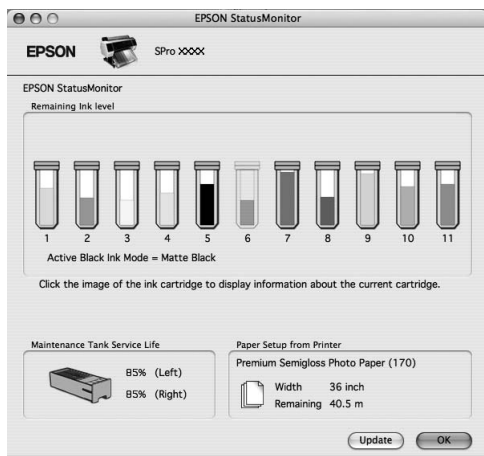 EPSON StatusMonitor
EPSON
SPro XXXX
EPSON StatusMonitor
Remaining Ink level
1 2 3 4 5 6 7 8 9 10 11
Active Black Ink Mode = Matte Black
Click the image of the ink cartridge to display information about the current cartridge.
Maintenance Tank Service Life
85% (Left)
85% (Right)
Paper Setup from Printer
Premium Semigloss Photo Paper (170)
Width 36 inch
Remaining 40.5 m
Update
OK